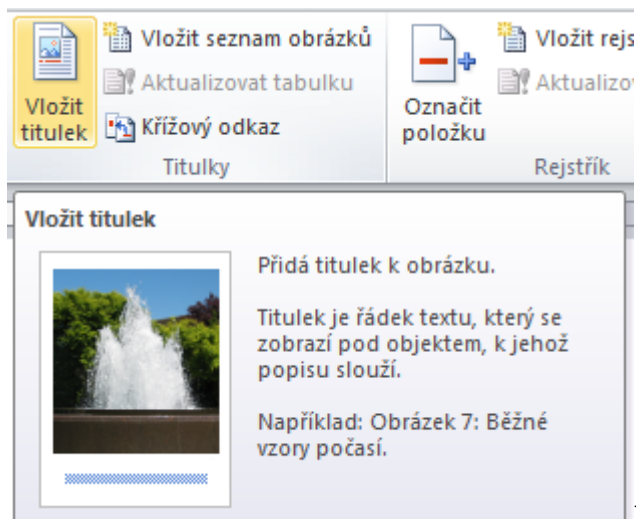 Vložit titulek
Vložit seznam obrázků
Aktualizovat tabulku
Křížový odkaz
Titulky
Označit položku
Vložit rejs
Aktualizo
Rejstřík
Vložit titulek
Přidá titulek k obrázku.
Titulek je řádek textu, který se
zobrazí pod objektem, k jehož
popisu slouží.
Například: Obrázek 7: Běžné
vzory počasí.